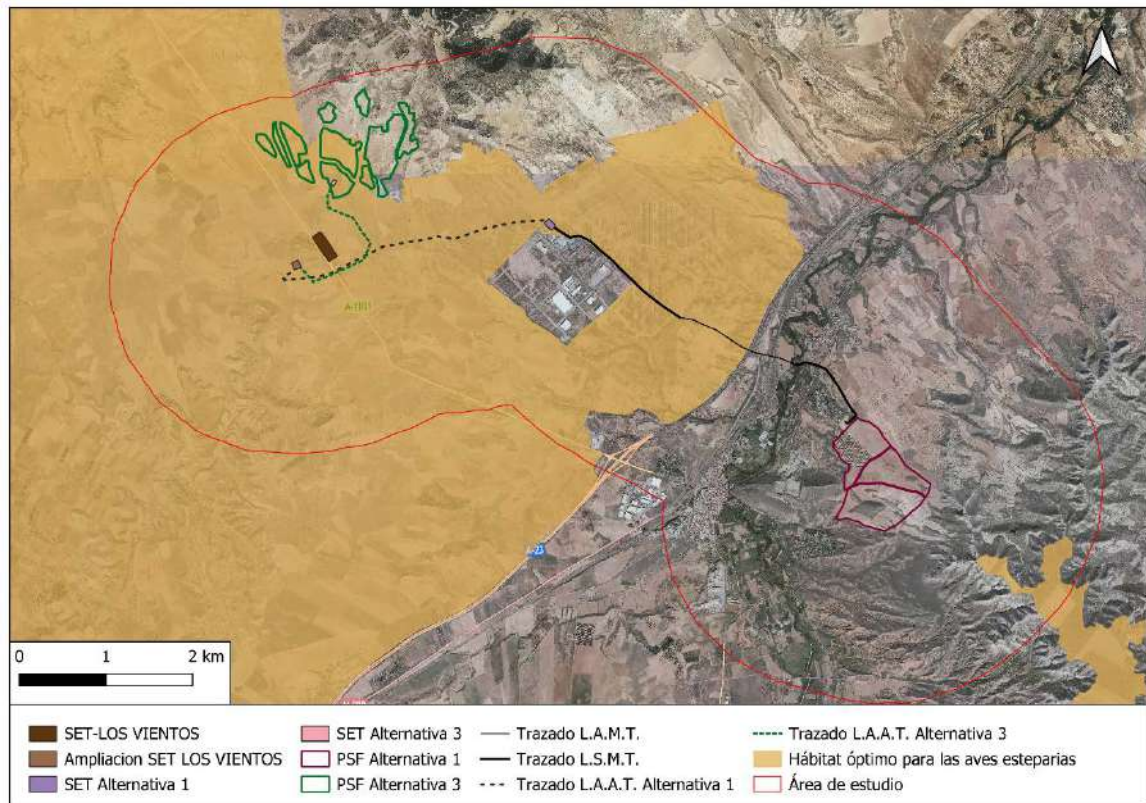 A-1101
A-23
0 1 2 km
SET-LOS VIENTOS
Ampliacion SET LOS VIENTOS
SET Alternativa 1
SET Alternativa 3
PSF Alternativa 1
PSF Alternativa 3
Trazado L.A.M.T.
Trazado L.S.M.T.
Trazado L.A.A.T. Alternativa 1
Trazado L.A.A.T. Alternativa 3
Hábitat óptimo para las aves esteparias
Área de estudio